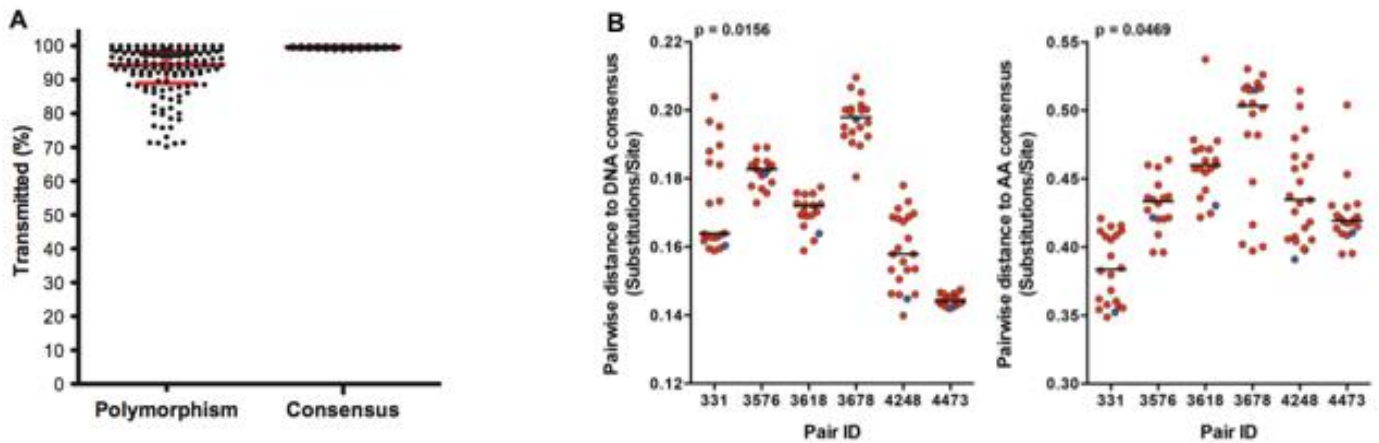 A
Transmitted (%)
100
90
80
70
60
50
40
30
20
10
0
Polymorphism Consensus
B
p = 0.0156
Pairwise distance to DNA consensus
(Substitutions/Site)
0.22
0.20
0.18
0.16
0.14
0.12
331 3576 3618 3678 4248 4473
Pair ID
p = 0.0469
Pairwise distance to AA consensus
(Substitutions/Site)
0.55
0.50
0.45
0.40
0.35
0.30
331 3576 3618 3678 4248 4473
Pair ID